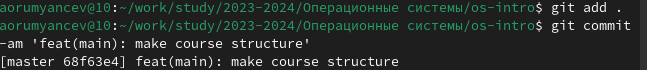 aorumyancev@10:~/work/study/2023-2024/Операционные системы/os-intro$ git add .
aorumyancev@10:~/work/study/2023-2024/Операционные системы/os-intro$ git commit
-am 'feat(main): make course structure'
[master 68f63e4] feat(main): make course structure